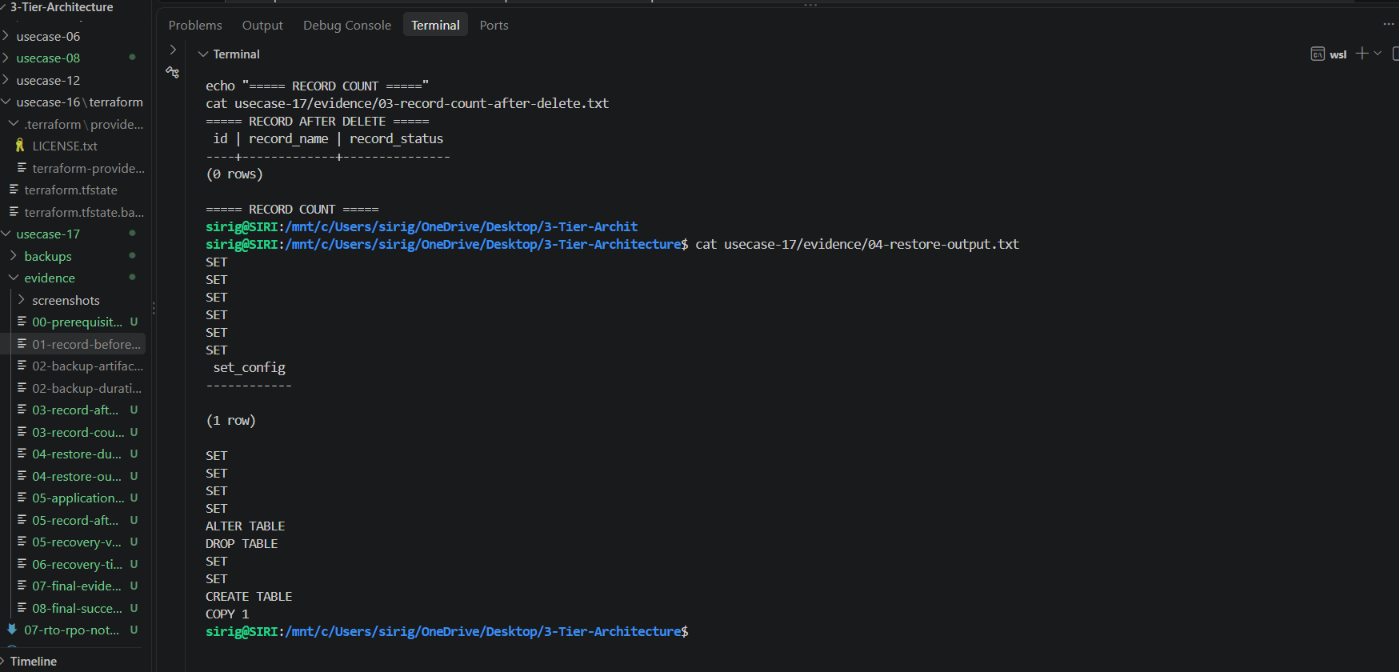 3-Tier-Architecture
usecase-06
usecase-08
usecase-12
usecase-16\terraform
.terraform\provide...
LICENSE.txt
terraform-provide...
terraform.tfstate
terraform.tfstate.ba...
usecase-17
backups
evidence
screenshots
00-prerequisit... U
01-record-before...
02-backup-artifac...
02-backup-durati...
03-record-aft... U
03-record-cou... U
04-restore-du... U
04-restore-ou... U
05-application... U
05-record-aft... U
05-recovery-v... U
06-recovery-ti... U
07-final-evide... U
08-final-succe... U
07-rto-rpo-not... U
Timeline
Problems Output Debug Console Terminal Ports
Terminal
wsl
echo "===== RECORD COUNT ====="
cat usecase-17/evidence/03-record-count-after-delete.txt
===== RECORD AFTER DELETE =====
id | record_name | record_status
----+-------------+---------------
(0 rows)
===== RECORD COUNT =====
sirig@SIRI:/mnt/c/Users/sirig/OneDrive/Desktop/3-Tier-Archit
sirig@SIRI:/mnt/c/Users/sirig/OneDrive/Desktop/3-Tier-Architecture$ cat usecase-17/evidence/04-restore-output.txt
SET
SET
SET
SET
SET
SET
set_config
------------
(1 row)
SET
SET
SET
SET
ALTER TABLE
DROP TABLE
SET
SET
CREATE TABLE
COPY 1
sirig@SIRI:/mnt/c/Users/sirig/OneDrive/Desktop/3-Tier-Architecture$